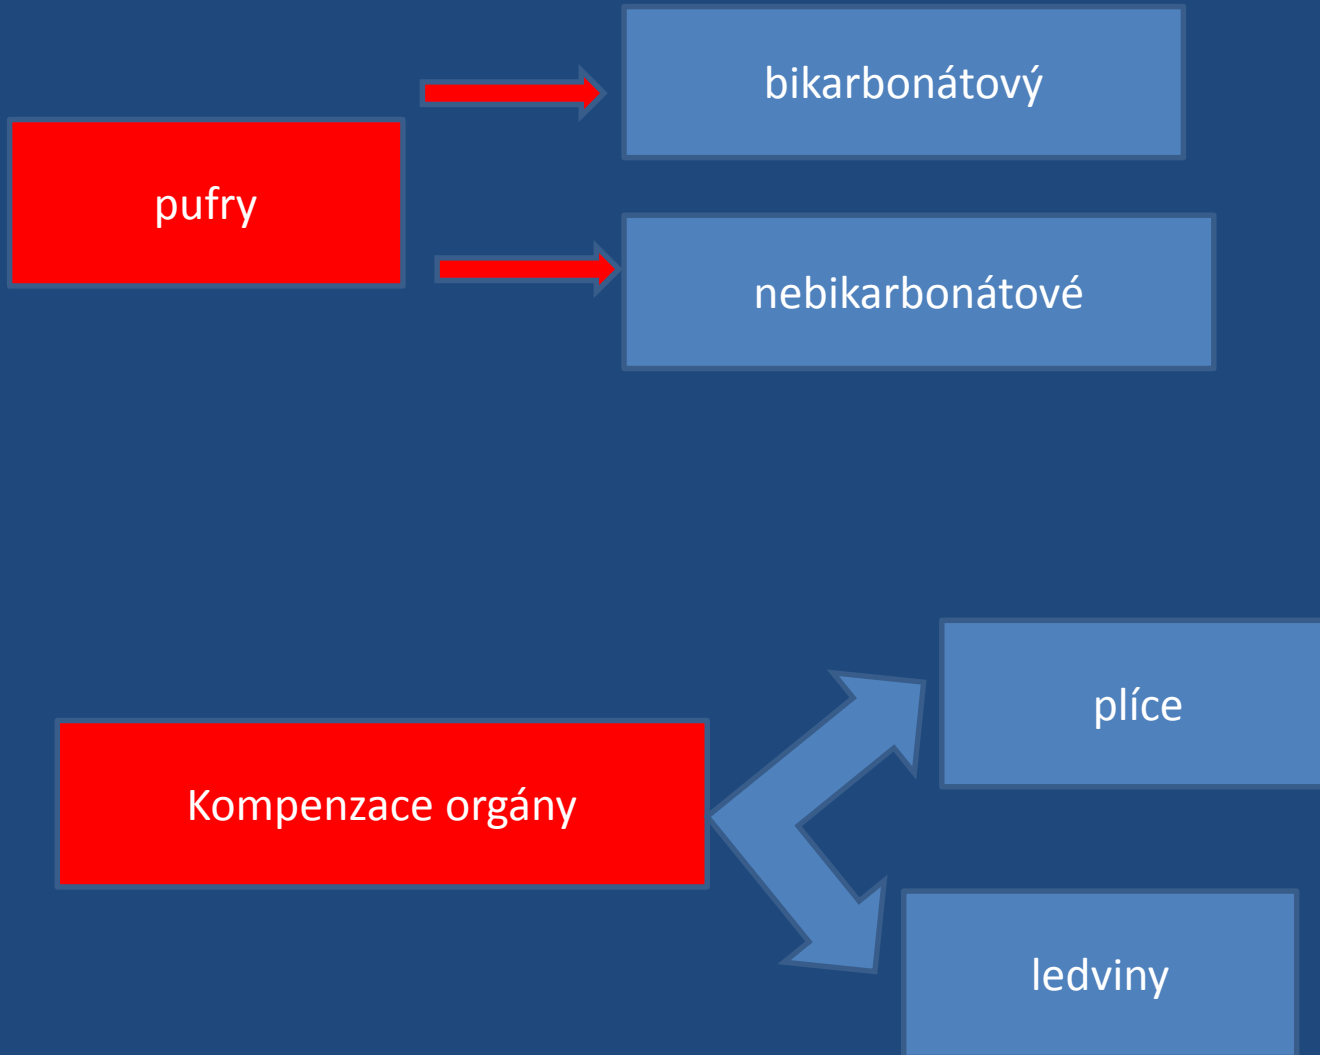 bikarbonátový
pufry
nebikarbonátové
plíce
Kompenzace orgány
ledviny